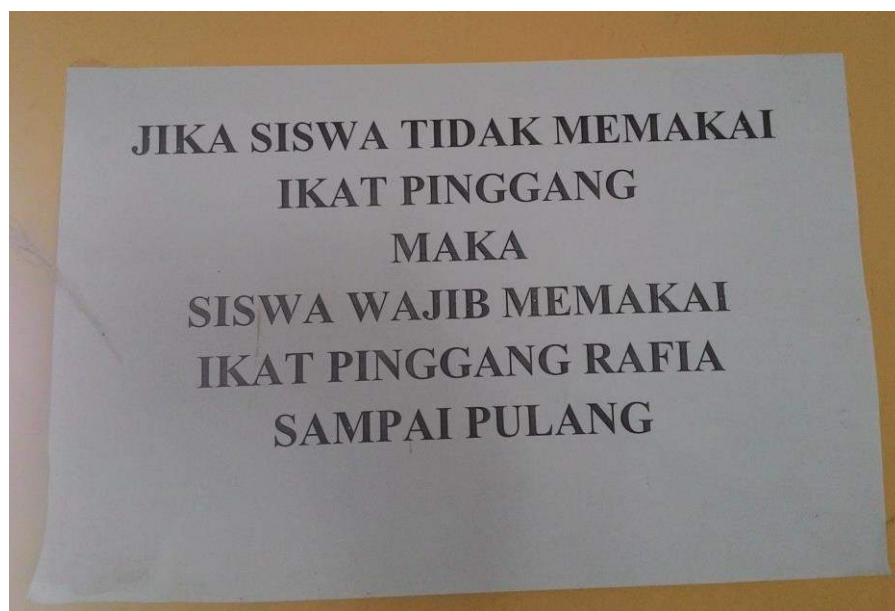 JIKA SISWA TIDAK MEMAKAI
IKAT PINGGANG
MAKA
SISWA WAJIB MEMAKAI
IKAT PINGGANG RAFIA
SAMPAI PULANG